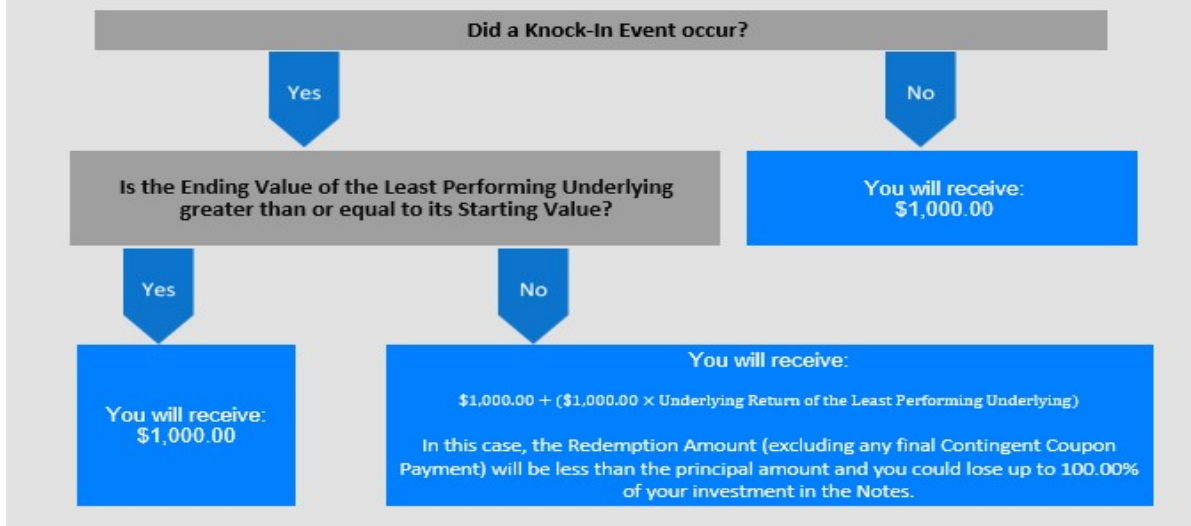 Did a Knock-In Event occur?
Yes
No
Is the Ending Value of the Least Performing Underlying
greater than or equal to its Starting Value?
You will receive:
$1,000.00
Yes
No
You will receive:
$1,000.00
You will receive:
$1,000.00 + ($1,000.00 × Underlying Return of the Least Performing Underlying)
In this case, the Redemption Amount (excluding any final Contingent Coupon
Payment) will be less than the principal amount and you could lose up to 100.00%
of your investment in the Notes.